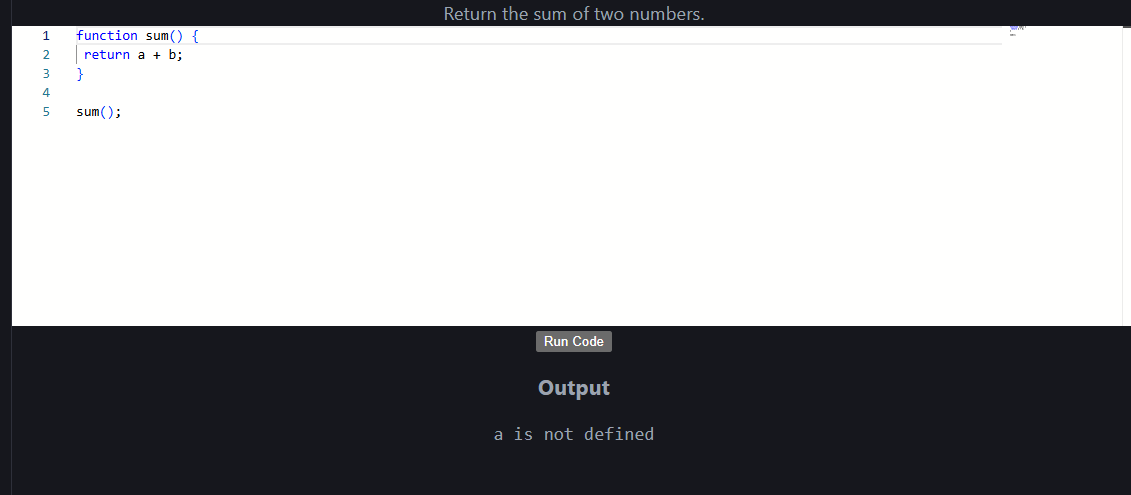 Return the sum of two numbers.
1 function sum() {
2  return a + b;
3 }
4
5 sum();
Run Code
Output
a is not defined